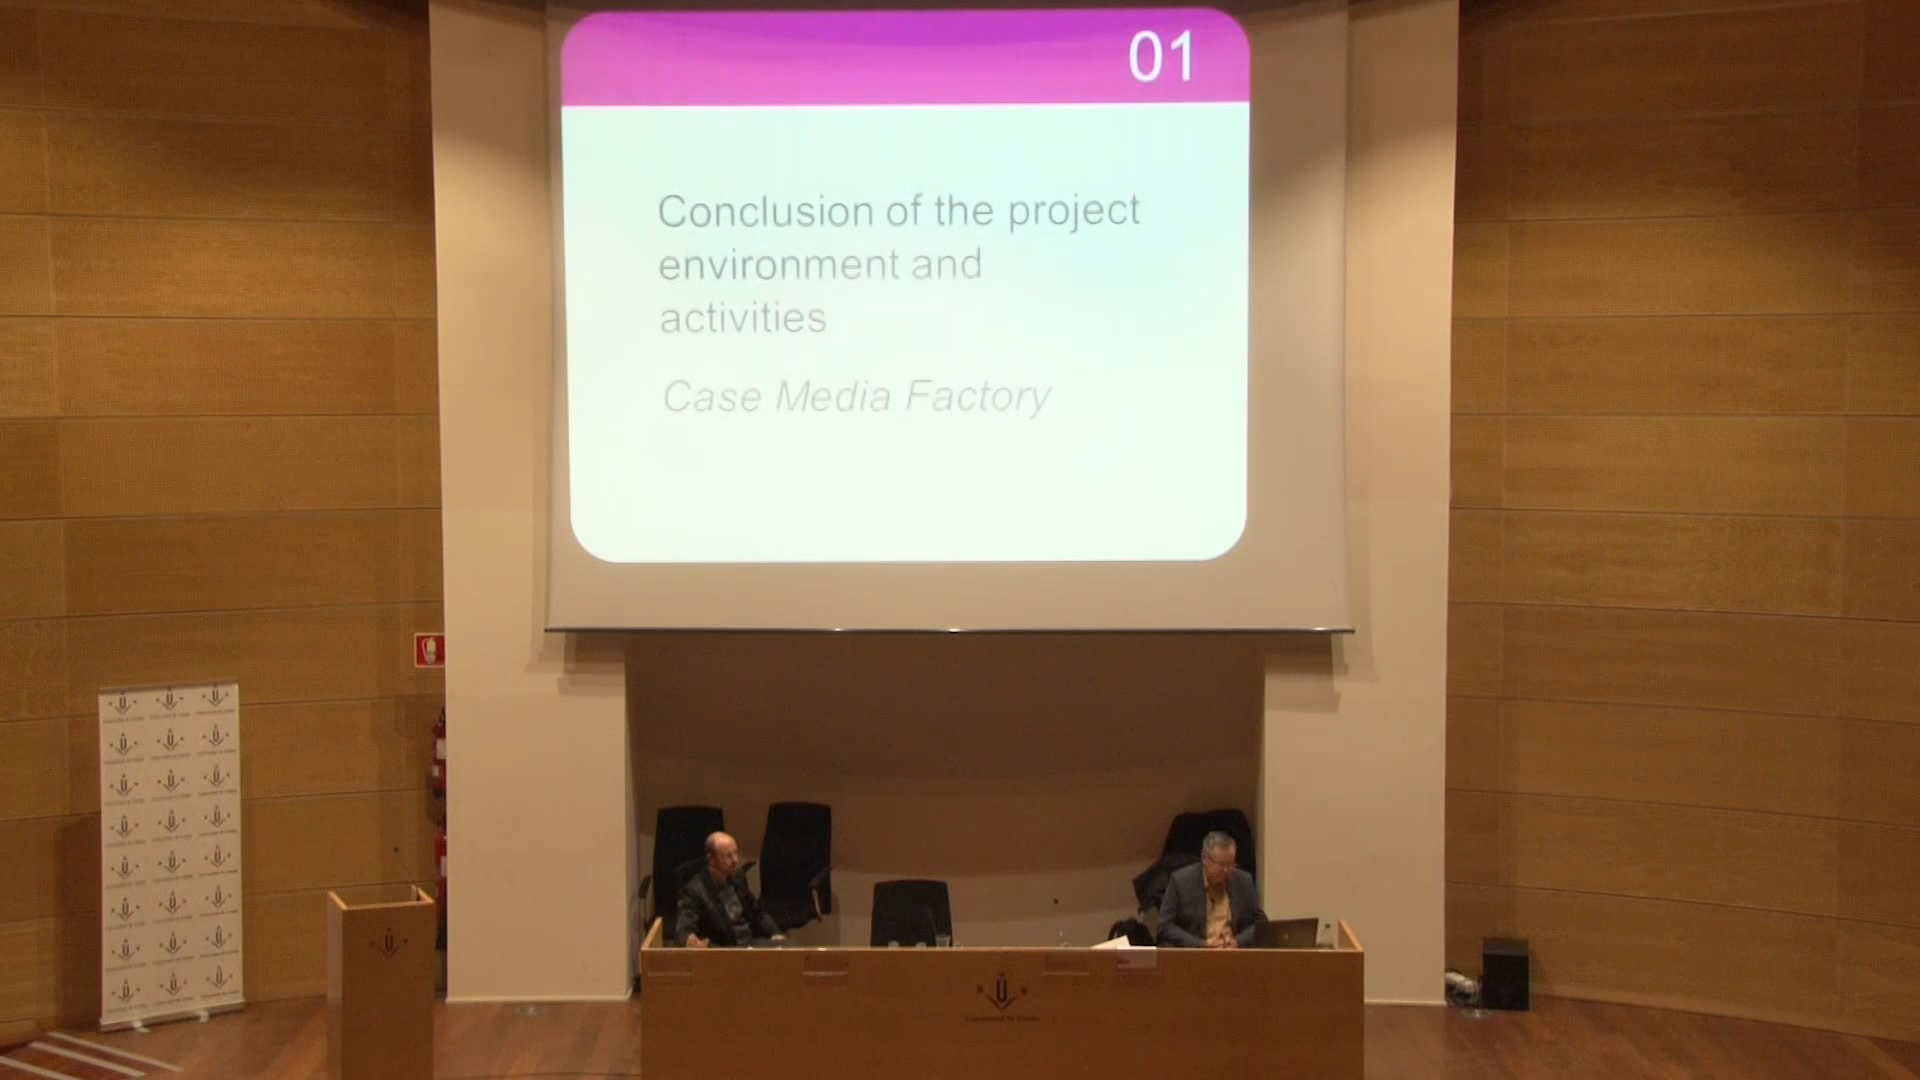 01
Conclusion of the project
environment and
activities
Case Media Factory